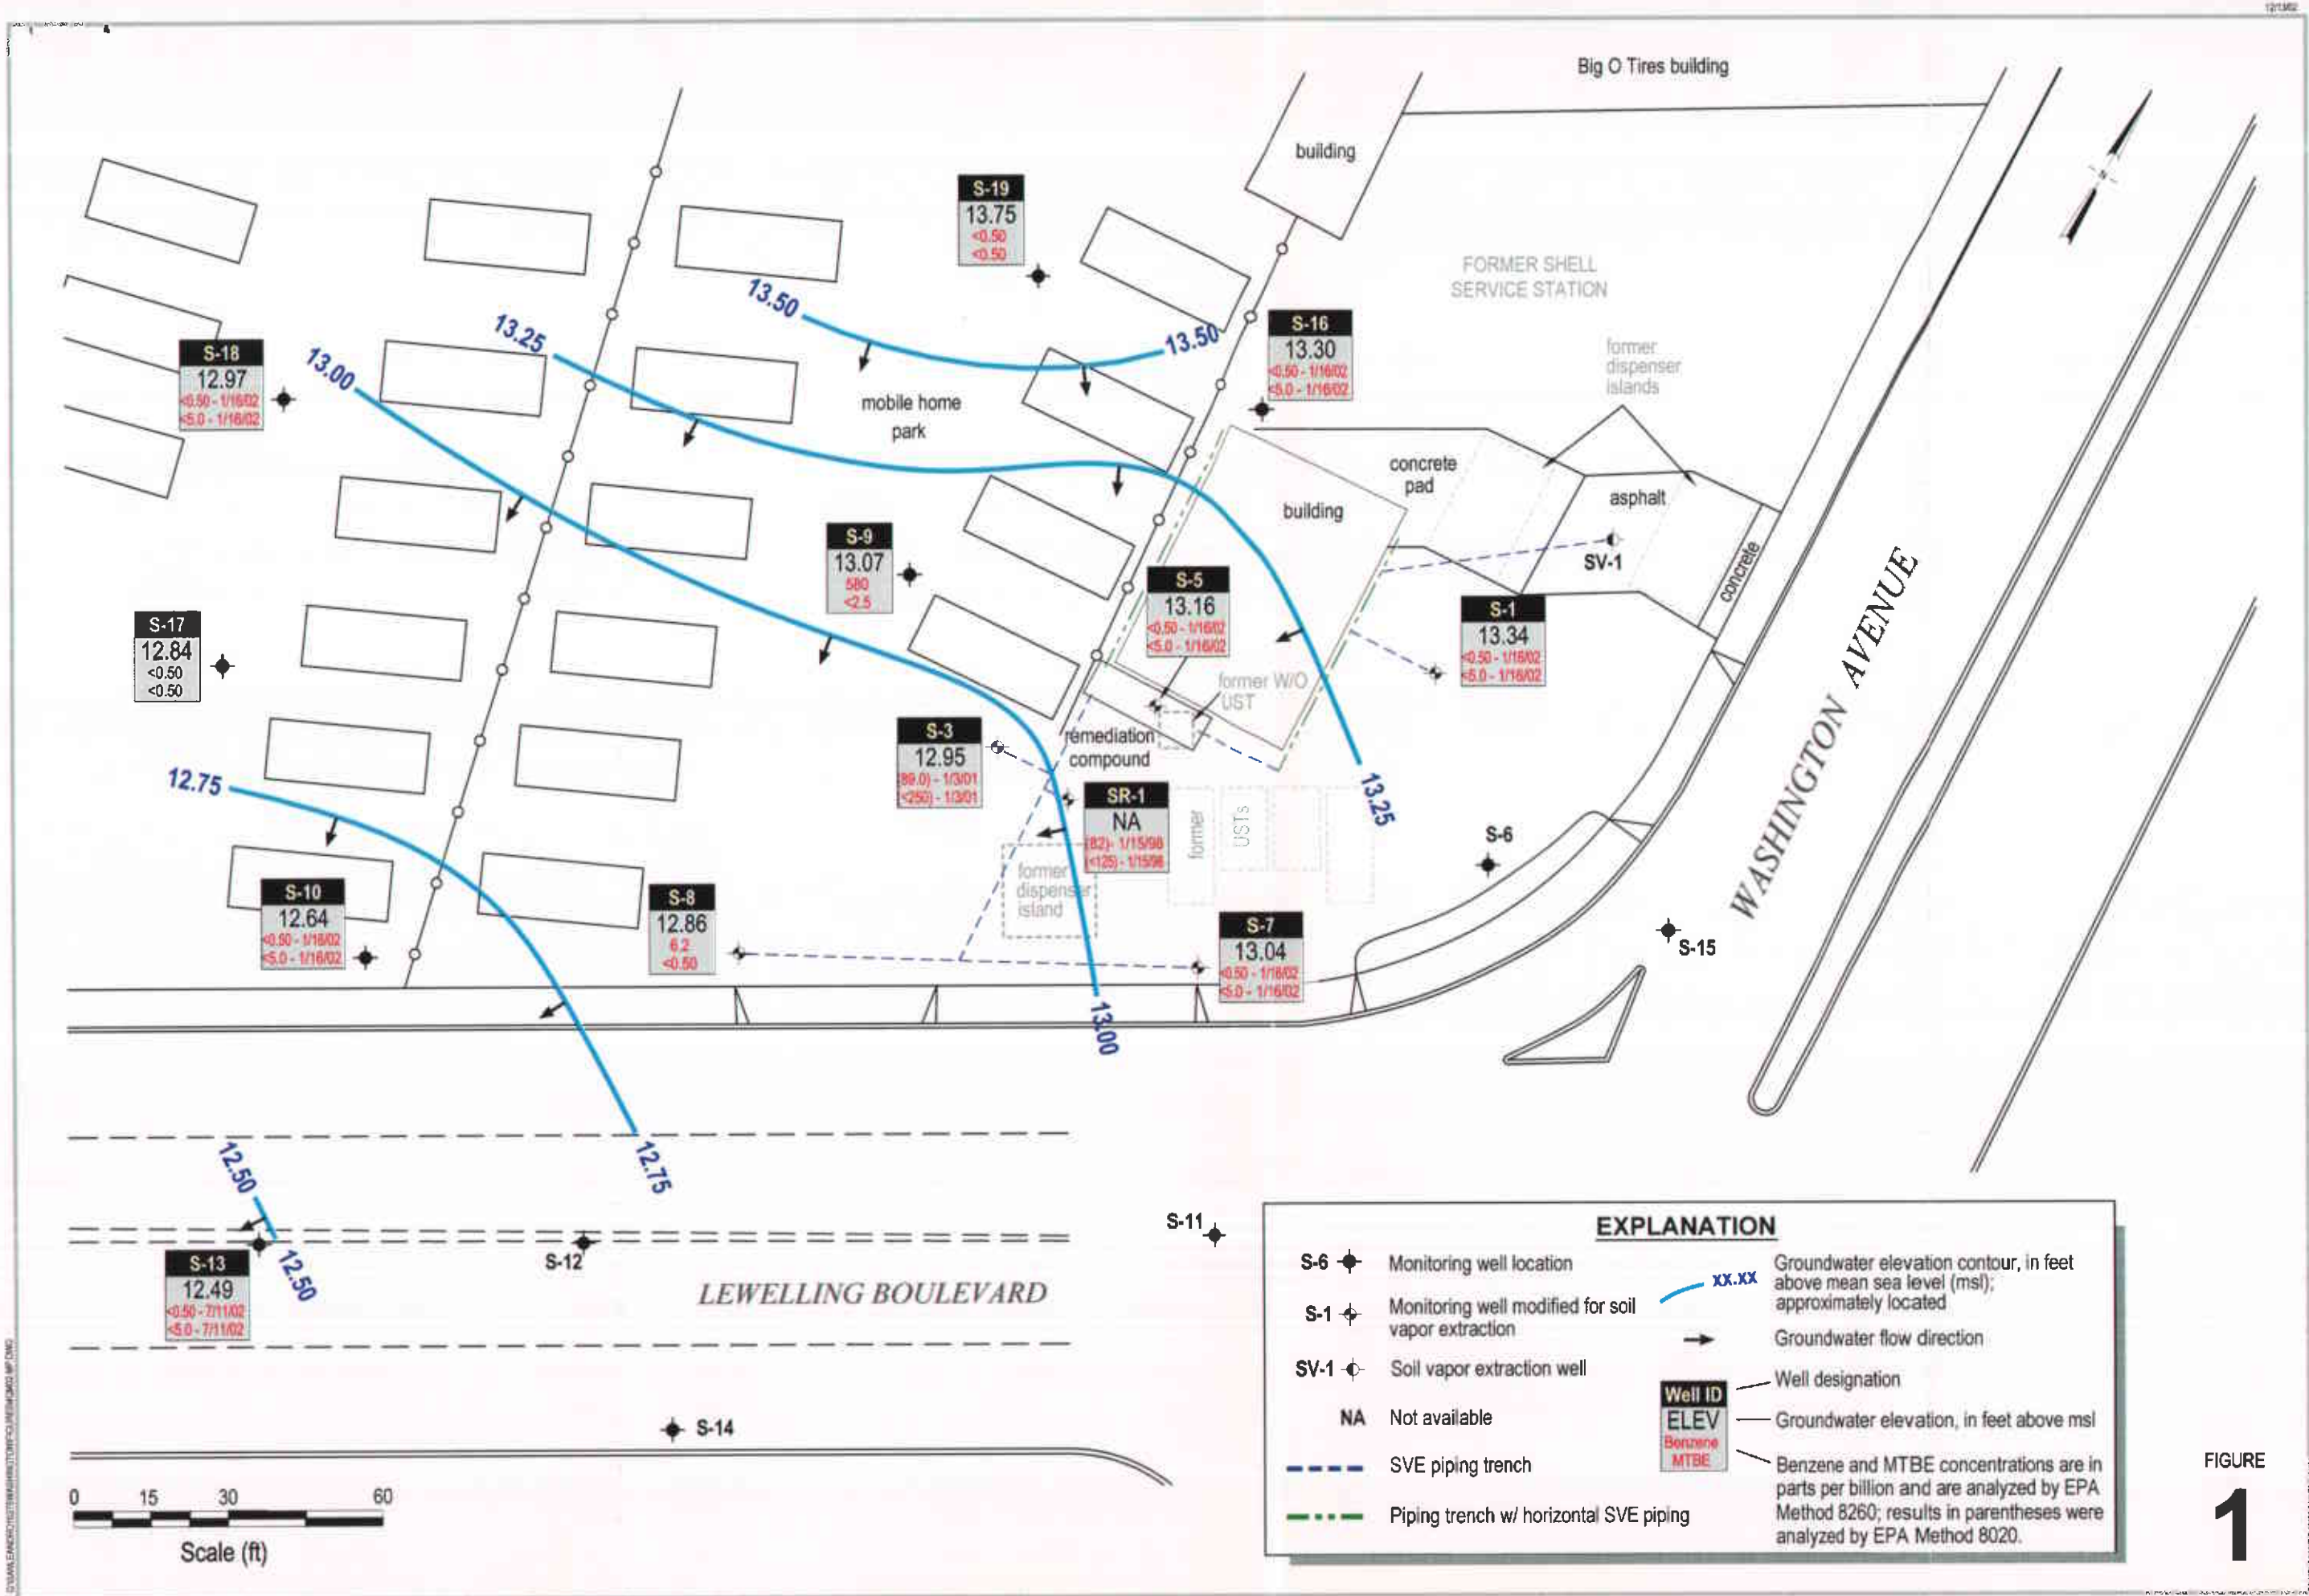 12/13/02
Big O Tires building
building
S-19
13.75
<0.50
<0.50
FORMER SHELL
SERVICE STATION
13.50
13.50
S-16
13.30
<0.50 - 1/16/02
<5.0 - 1/16/02
former
dispenser
islands
13.25
13.00
S-18
12.97
<0.50 - 1/16/02
<5.0 - 1/16/02
mobile home
park
concrete
pad
asphalt
building
SV-1
concrete
S-9
13.07
580
<2.5
S-5
13.16
<0.50 - 1/16/02
<5.0 - 1/16/02
S-1
13.34
<0.50 - 1/16/02
<5.0 - 1/16/02
S-17
12.84
<0.50
<0.50
former W/O
UST
WASHINGTON AVENUE
S-3
12.95
(89.0) - 1/3/01
(<250) - 1/3/01
remediation
compound
12.75
13.25
SR-1
NA
(82)- 1/15/98
(<125) - 1/15/98
former
USTs
S-6
former
dispenser
island
S-10
12.64
<0.50 - 1/16/02
<5.0 - 1/16/02
S-8
12.86
6.2
<0.50
S-7
13.04
<0.50 - 1/16/02
<5.0 - 1/16/02
S-15
13.00
12.75
12.50
S-11
S-12
S-13
12.49
<0.50 - 7/11/02
<5.0 - 7/11/02
12.50
LEWELLING BOULEVARD
S-14
0 15 30 60
Scale (ft)
EXPLANATION
S-6 Monitoring well location
S-1 Monitoring well modified for soil
vapor extraction
SV-1 Soil vapor extraction well
NA Not available
SVE piping trench
Piping trench w/ horizontal SVE piping
xx.xx
Groundwater elevation contour, in feet
above mean sea level (msl);
approximately located
Groundwater flow direction
Well ID
ELEV
Benzene
MTBE
Well designation
Groundwater elevation, in feet above msl
Benzene and MTBE concentrations are in
parts per billion and are analyzed by EPA
Method 8260; results in parentheses were
analyzed by EPA Method 8020.
FIGURE
1